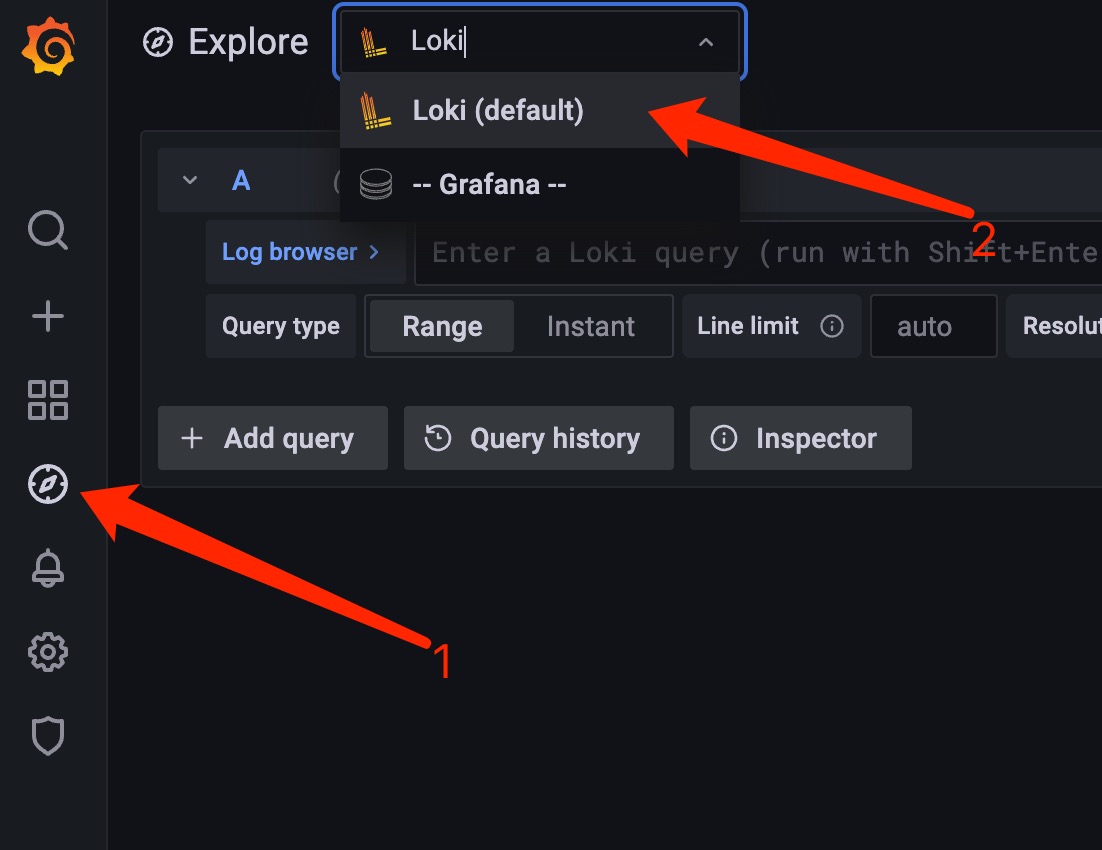 Explore
Loki
Loki (default)
-- Grafana --
A
(
2
Log browser >
Enter a Loki query (run with Shift+Ente
Query type
Range
Instant
Line limit
auto
Resolut
+ Add query
Query history
Inspector
1